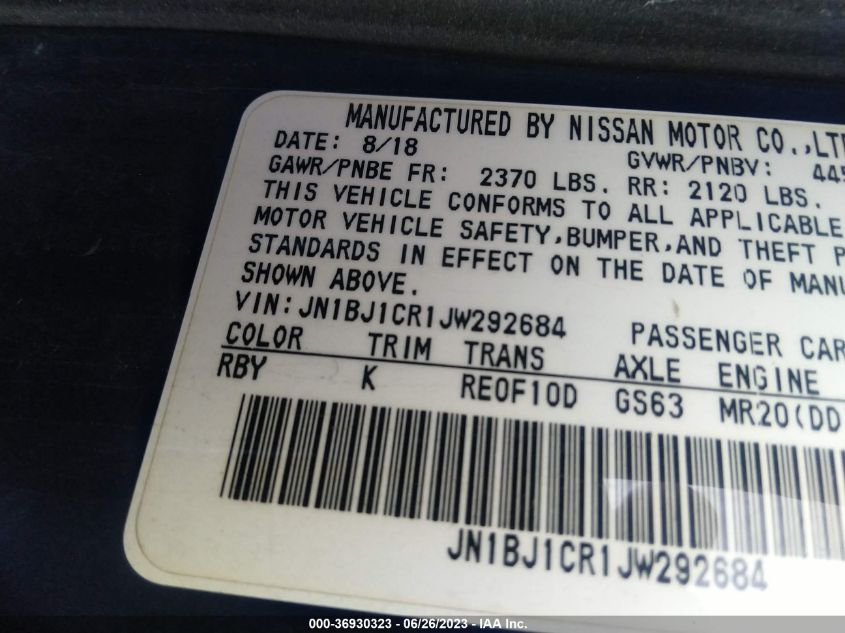 MANUFACTURED BY NISSAN MOTOR CO.,LT
DATE: 8/18 GVWR/PNBV: 445
GAWR/PNBE FR: 2370 LBS. RR: 2120 LBS.
THIS VEHICLE CONFORMS TO ALL APPLICABLE
MOTOR VEHICLE SAFETY,BUMPER,AND THEFT P
STANDARDS IN EFFECT ON THE DATE OF MANU
SHOWN ABOVE.
VIN:JN1BJ1CR1JW292684 PASSENGER CAR
COLOR TRIM TRANS AXLE ENGINE
RBY K RE0F10D GS63 MR20(DD
JN1BJ1CR1JW292684
000-36930323 - 06/26/2023 - IAA Inc.